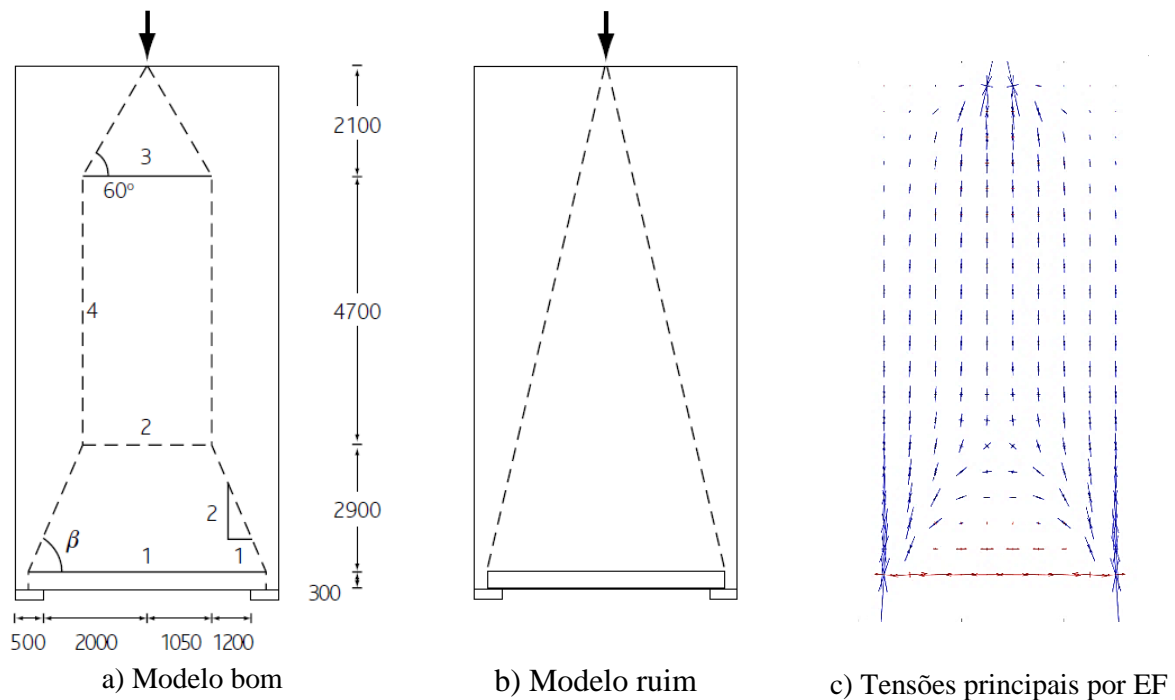 3
60º
4
2
2
1
β
1
2100
4700
2900
300
500 2000 1050 1200
a) Modelo bom
b) Modelo ruim
c) Tensões principais por EF